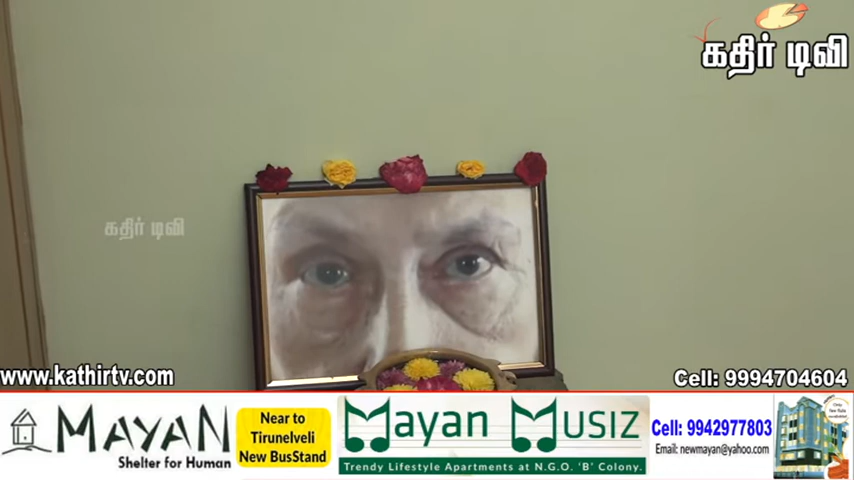 கதிர் டிவி
கதிர் டிவி
www.kathirtv.com
Cell: 9994704604
MAYAN
Shelter for Human
Near to
Tirunelveli
New BusStand
Mayan Musiz
Trendy Lifestyle Apartments at N.G.O. 'B' Colony.
Cell: 9942977803
Email: newmayan@yahoo.com